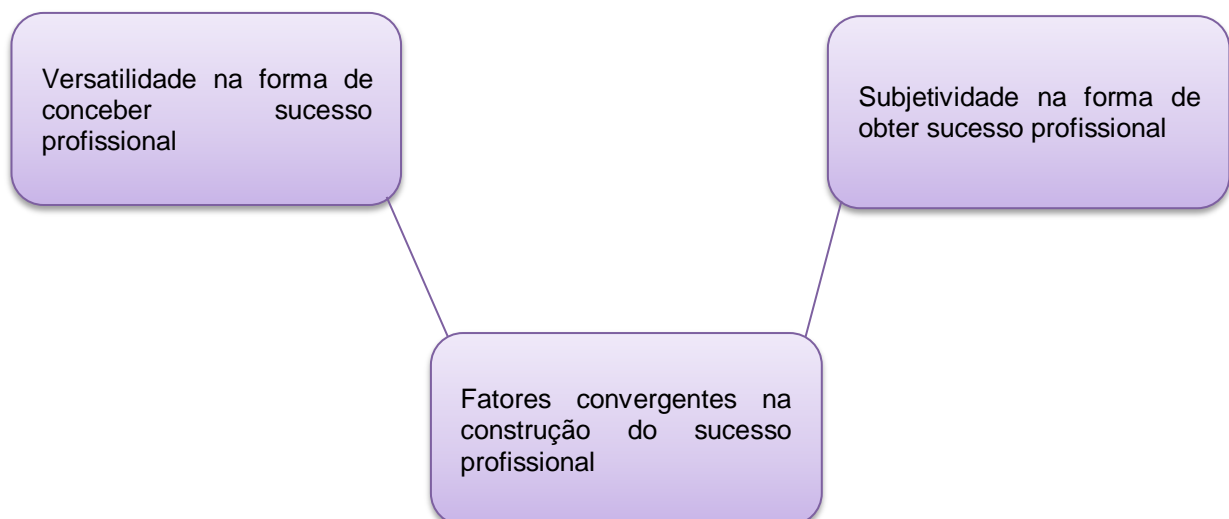 Versatilidade na forma de
conceber sucesso
profissional
Subjetividade na forma de
obter sucesso profissional
Fatores convergentes na
construção do sucesso
profissional